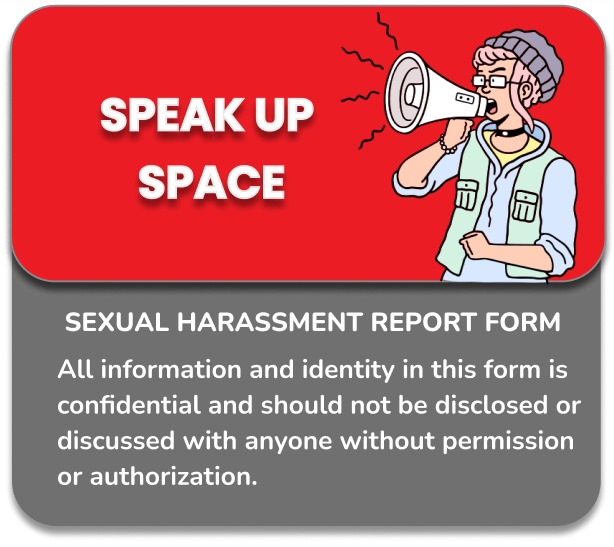 SPEAK UP
SPACE
SEXUAL HARASSMENT REPORT FORM
All information and identity in this form is
confidential and should not be disclosed or
discussed with anyone without permission
or authorization.